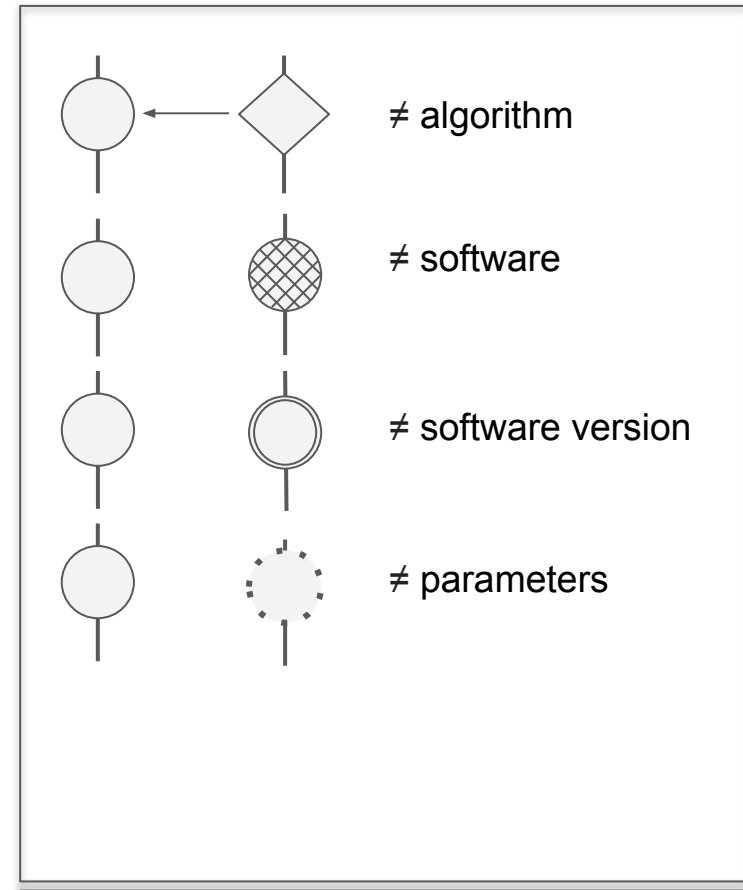 ≠ algorithm
≠ software
≠ software version
≠ parameters